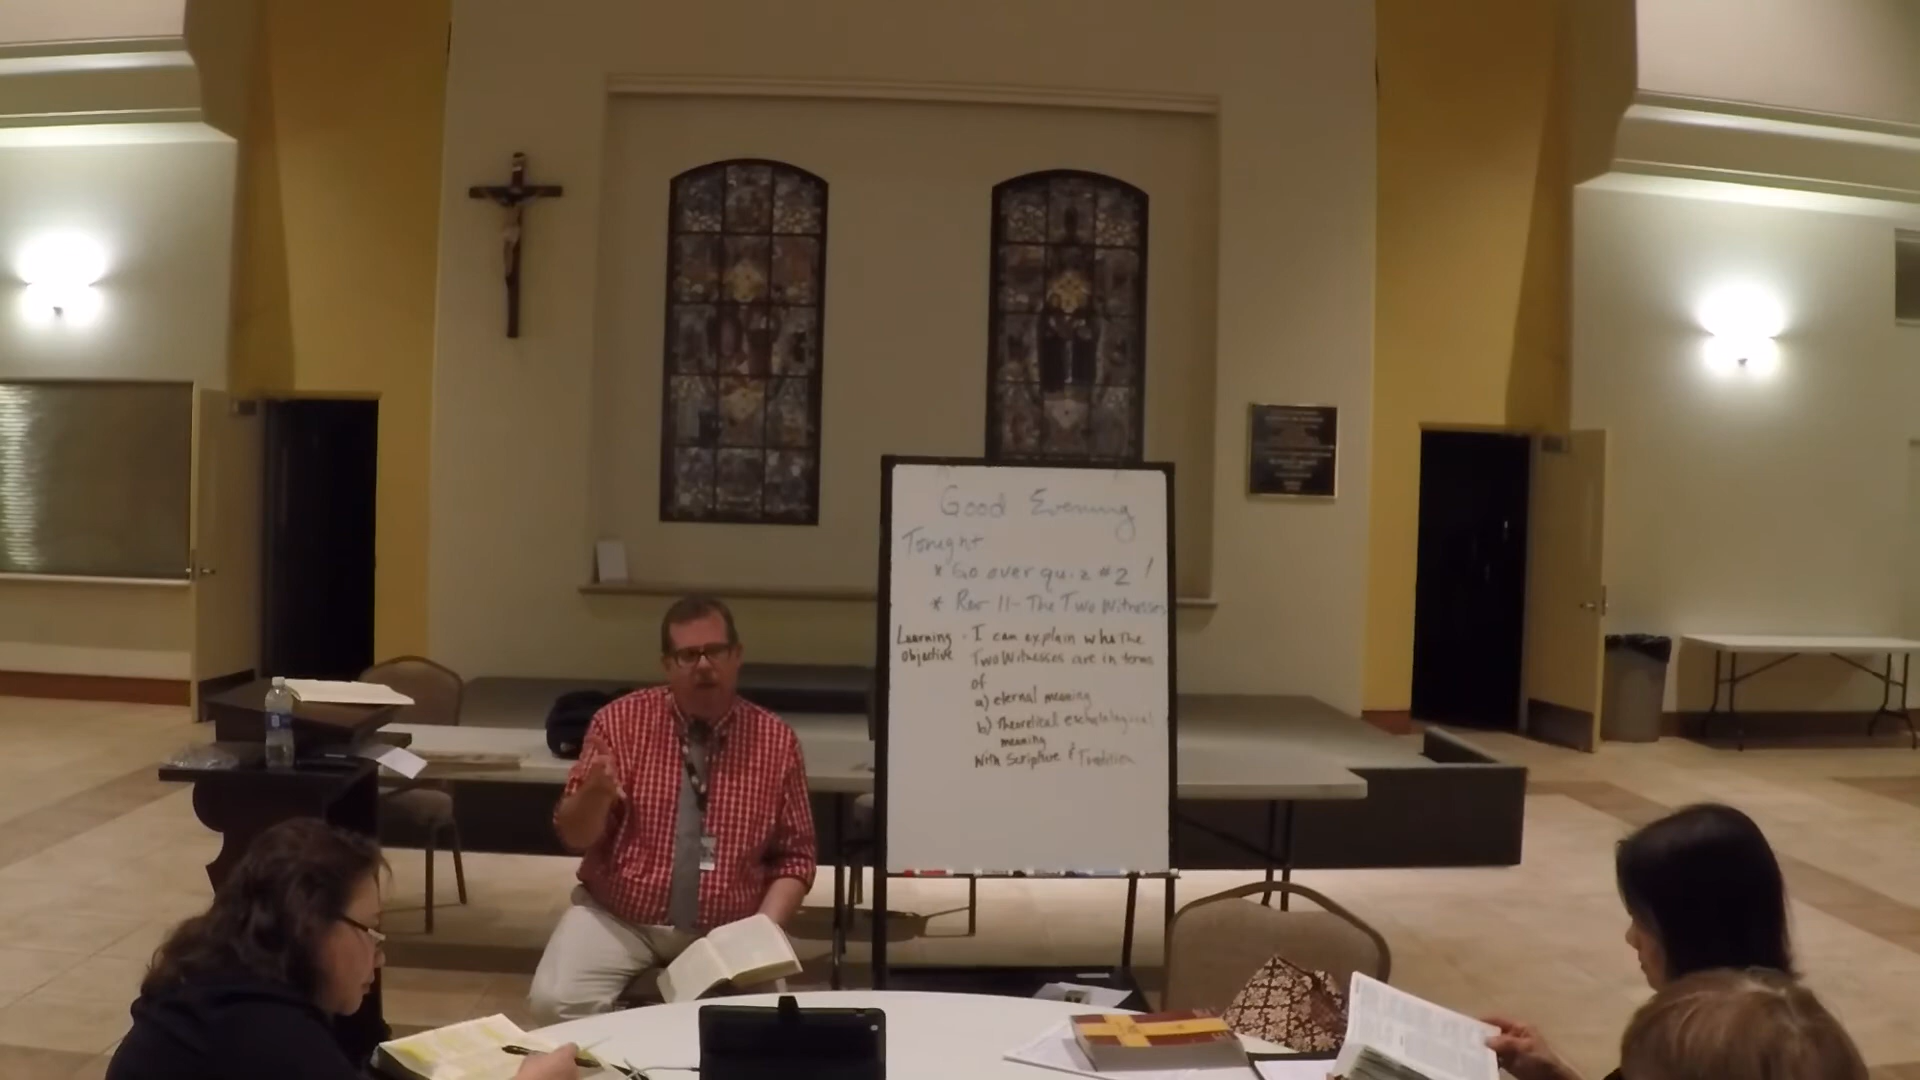 Good Evening
Tonight
* Go over quiz #2!
* Rev 11- The Two Witnesses
Learning Objective - I can explain who The
Two Witnesses are in terms
of
a) eternal meaning
b) Theoretical eschatological
meaning
With Scripture & Tradition